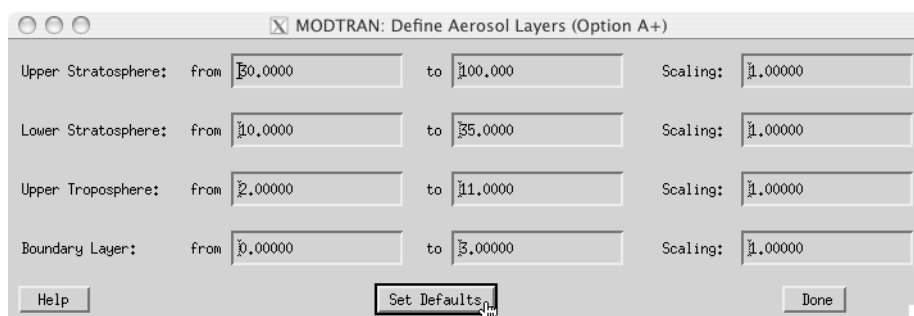 MODTRAN: Define Aerosol Layers (Option A+)
Upper Stratosphere: from 30.0000 to 100.000 Scaling: 1.00000
Lower Stratosphere: from 10.0000 to 35.0000 Scaling: 1.00000
Upper Troposphere: from 2.00000 to 11.0000 Scaling: 1.00000
Boundary Layer: from 0.00000 to 3.00000 Scaling: 1.00000
Help Set Defaults Done